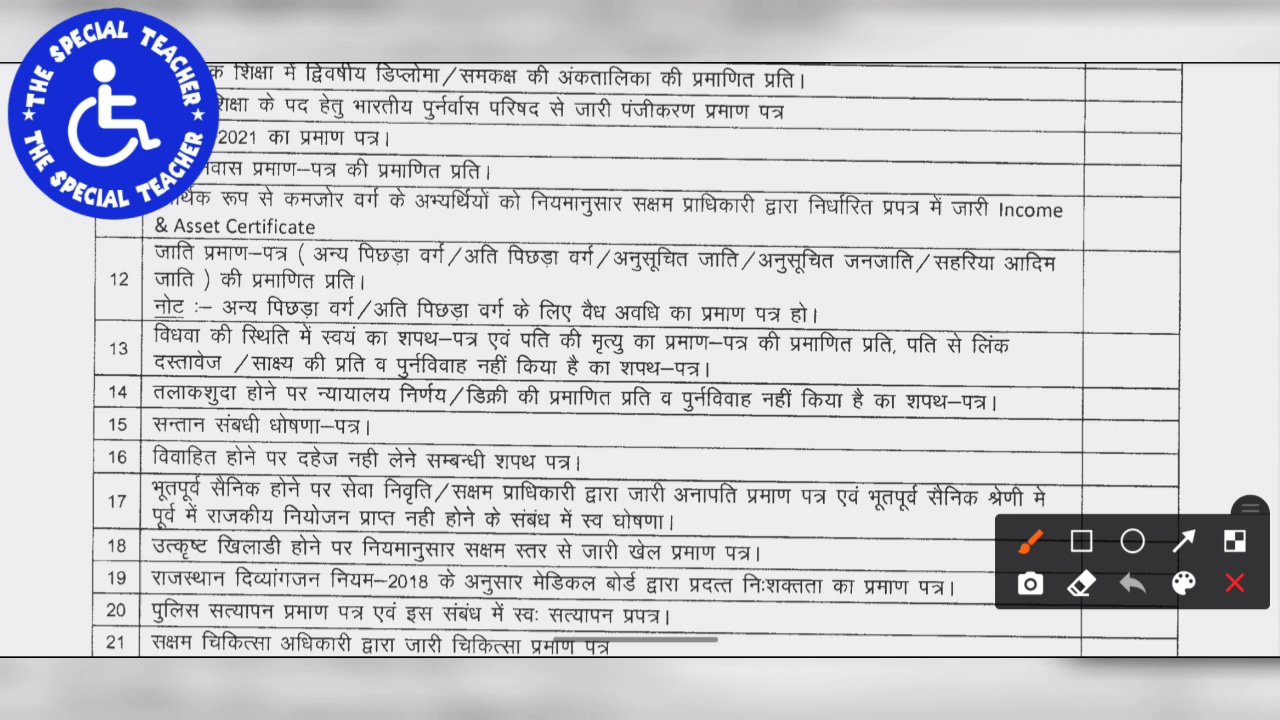 THE SPECIAL TEACHER
THE SPECIAL TEACHER
क शिक्षा में द्विवषीय डिप्लोमा/समकक्ष की अंकतालिका की प्रमाणित प्रति।
शिक्षा के पद हेतु भारतीय पुर्नर्वास परिषद से जारी पंजीकरण प्रमाण पत्र
2021 का प्रमाण पत्र।
प्रमाण–पत्र की प्रमाणित प्रति।
रूप से कमजोर वर्ग के अभ्यर्थियों को नियमानुसार सक्षम प्राधिकारी द्वारा निर्धारित प्रपत्र में जारी Income
& Asset Certificate
जाति प्रमाण–पत्र ( अन्य पिछड़ा वर्ग/अति पिछड़ा वर्ग/अनुसूचित जाति/अनुसूचित जनजाति/सहरिया आदिम
12 जाति ) की प्रमाणित प्रति।
नोट :– अन्य पिछड़ा वर्ग/अति पिछड़ा वर्ग के लिए वैध अवधि का प्रमाण पत्र हो।
13 विधवा की स्थिति में स्वयं का शपथ–पत्र एवं पति की मृत्यु का प्रमाण–पत्र की प्रमाणित प्रति, पति से लिंक
दस्तावेज /साक्ष्य की प्रति व पुर्नविवाह नहीं किया है का शपथ–पत्र।
14 तलाकशुदा होने पर न्यायालय निर्णय/डिक्री की प्रमाणित प्रति व पुर्नविवाह नहीं किया है का शपथ–पत्र।
15 सन्तान संबंधी घोषणा–पत्र।
16 विवाहित होने पर दहेज नही लेने सम्बन्धी शपथ पत्र।
17 भूतपूर्व सैनिक होने पर सेवा निवृति/सक्षम प्राधिकारी द्वारा जारी अनापति प्रमाण पत्र एवं भूतपूर्व सैनिक श्रेणी मे
पूर्व में राजकीय नियोजन प्राप्त नही होने के संबंध में स्व घोषणा।
18 उत्कृष्ट खिलाडी होने पर नियमानुसार सक्षम स्तर से जारी खेल प्रमाण पत्र।
19 राजस्थान दिव्यांगजन नियम–2018 के अनुसार मेडिकल बोर्ड द्वारा प्रदत्त निःशक्तता का प्रमाण पत्र।
20 पुलिस सत्यापन प्रमाण पत्र एवं इस संबंध में स्वः सत्यापन प्रपत्र।
21 सक्षम चिकित्सा अधिकारी द्वारा जारी चिकित्सा प्रमाण पत्र